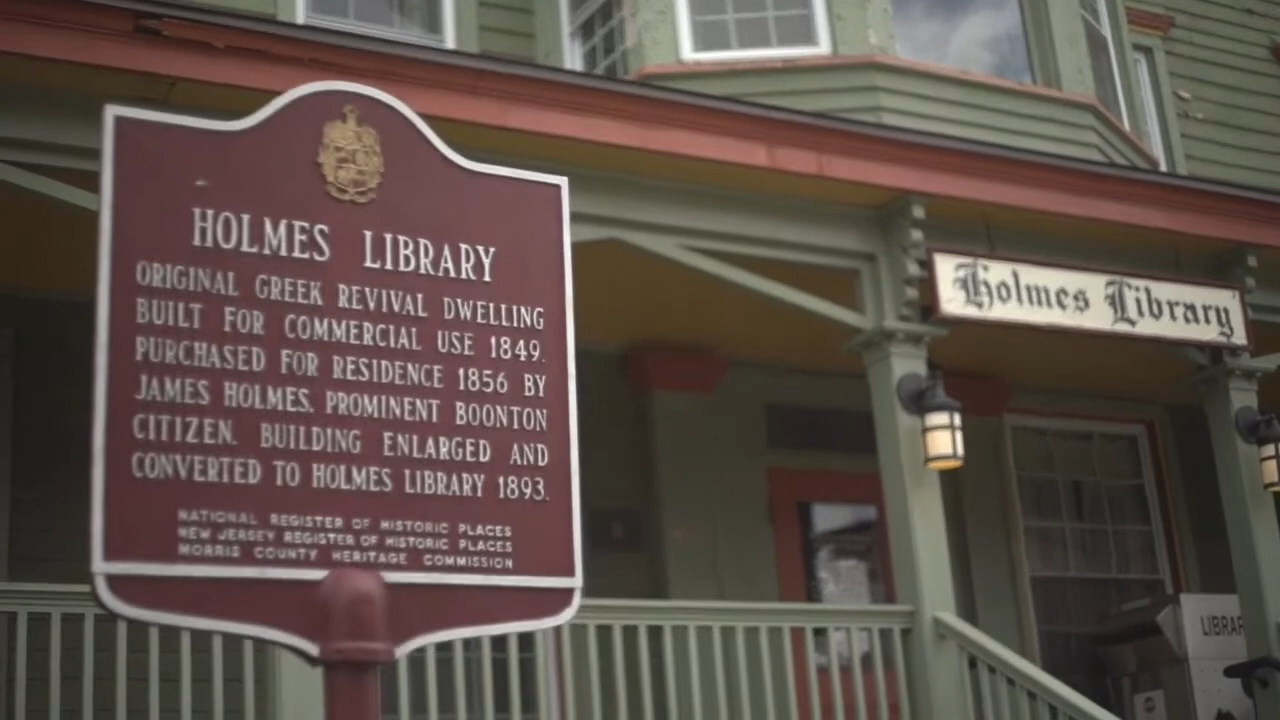 HOLMES LIBRARY
ORIGINAL GREEK REVIVAL DWELLING
BUILT FOR COMMERCIAL USE 1849.
PURCHASED FOR RESIDENCE 1856 BY
JAMES HOLMES, PROMINENT BOONTON
CITIZEN. BUILDING ENLARGED AND
CONVERTED TO HOLMES LIBRARY 1893.
NATIONAL REGISTER OF HISTORIC PLACES
NEW JERSEY REGISTER OF HISTORIC PLACES
MORRIS COUNTY HERITAGE COMMISSION
Holmes Library
LIBRAR